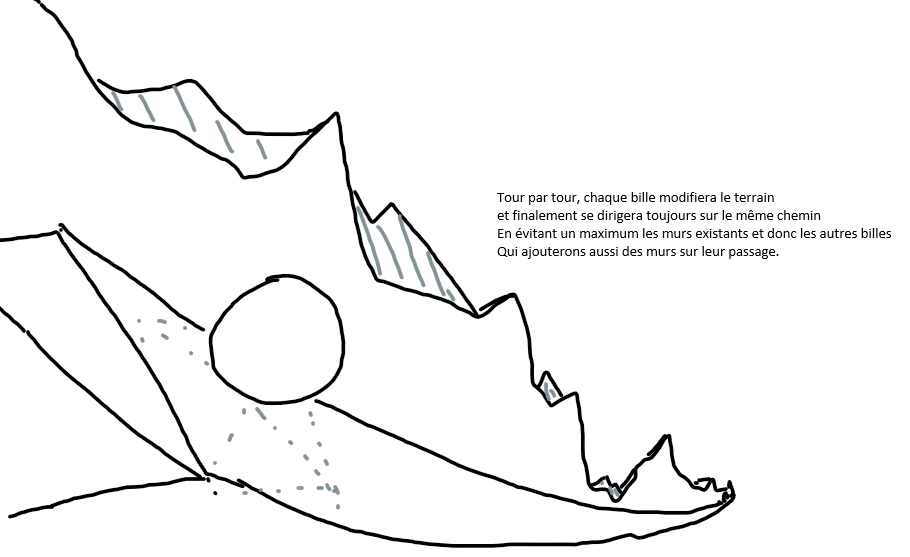 Tour par tour, chaque bille modifiera le terrain
et finalement se dirigera toujours sur le même chemin
En évitant un maximum les murs existants et donc les autres billes
Qui ajouterons aussi des murs sur leur passage.